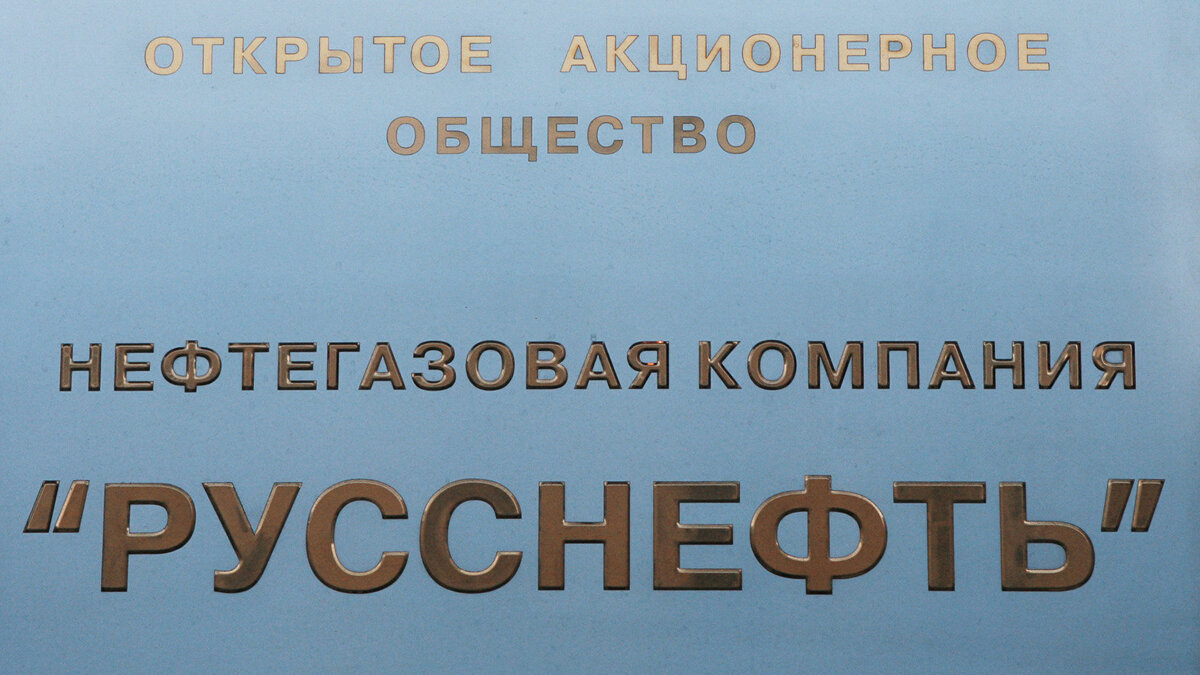 ОТКРЫТОЕ АКЦИОНЕРНОЕ
ОБЩЕСТВО
НЕФТЕГАЗОВАЯ КОМПАНИЯ
“РУССНЕФТЬ”